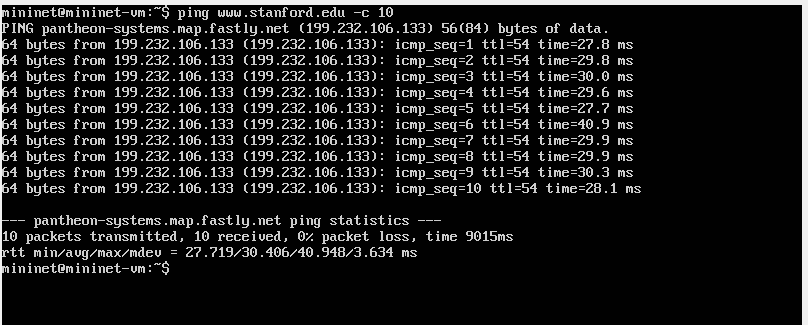 mininet@mininet-vm:~$ ping www.stanford.edu -c 10
PING pantheon-systems.map.fastly.net (199.232.106.133) 56(84) bytes of data.
64 bytes from 199.232.106.133 (199.232.106.133): icmp_seq=1 ttl=54 time=27.8 ms
64 bytes from 199.232.106.133 (199.232.106.133): icmp_seq=2 ttl=54 time=29.8 ms
64 bytes from 199.232.106.133 (199.232.106.133): icmp_seq=3 ttl=54 time=30.0 ms
64 bytes from 199.232.106.133 (199.232.106.133): icmp_seq=4 ttl=54 time=29.6 ms
64 bytes from 199.232.106.133 (199.232.106.133): icmp_seq=5 ttl=54 time=27.7 ms
64 bytes from 199.232.106.133 (199.232.106.133): icmp_seq=6 ttl=54 time=40.9 ms
64 bytes from 199.232.106.133 (199.232.106.133): icmp_seq=7 ttl=54 time=29.9 ms
64 bytes from 199.232.106.133 (199.232.106.133): icmp_seq=8 ttl=54 time=29.9 ms
64 bytes from 199.232.106.133 (199.232.106.133): icmp_seq=9 ttl=54 time=30.3 ms
64 bytes from 199.232.106.133 (199.232.106.133): icmp_seq=10 ttl=54 time=28.1 ms
--- pantheon-systems.map.fastly.net ping statistics ---
10 packets transmitted, 10 received, 0% packet loss, time 9015ms
rtt min/avg/max/mdev = 27.719/30.406/40.948/3.634 ms
mininet@mininet-vm:~$